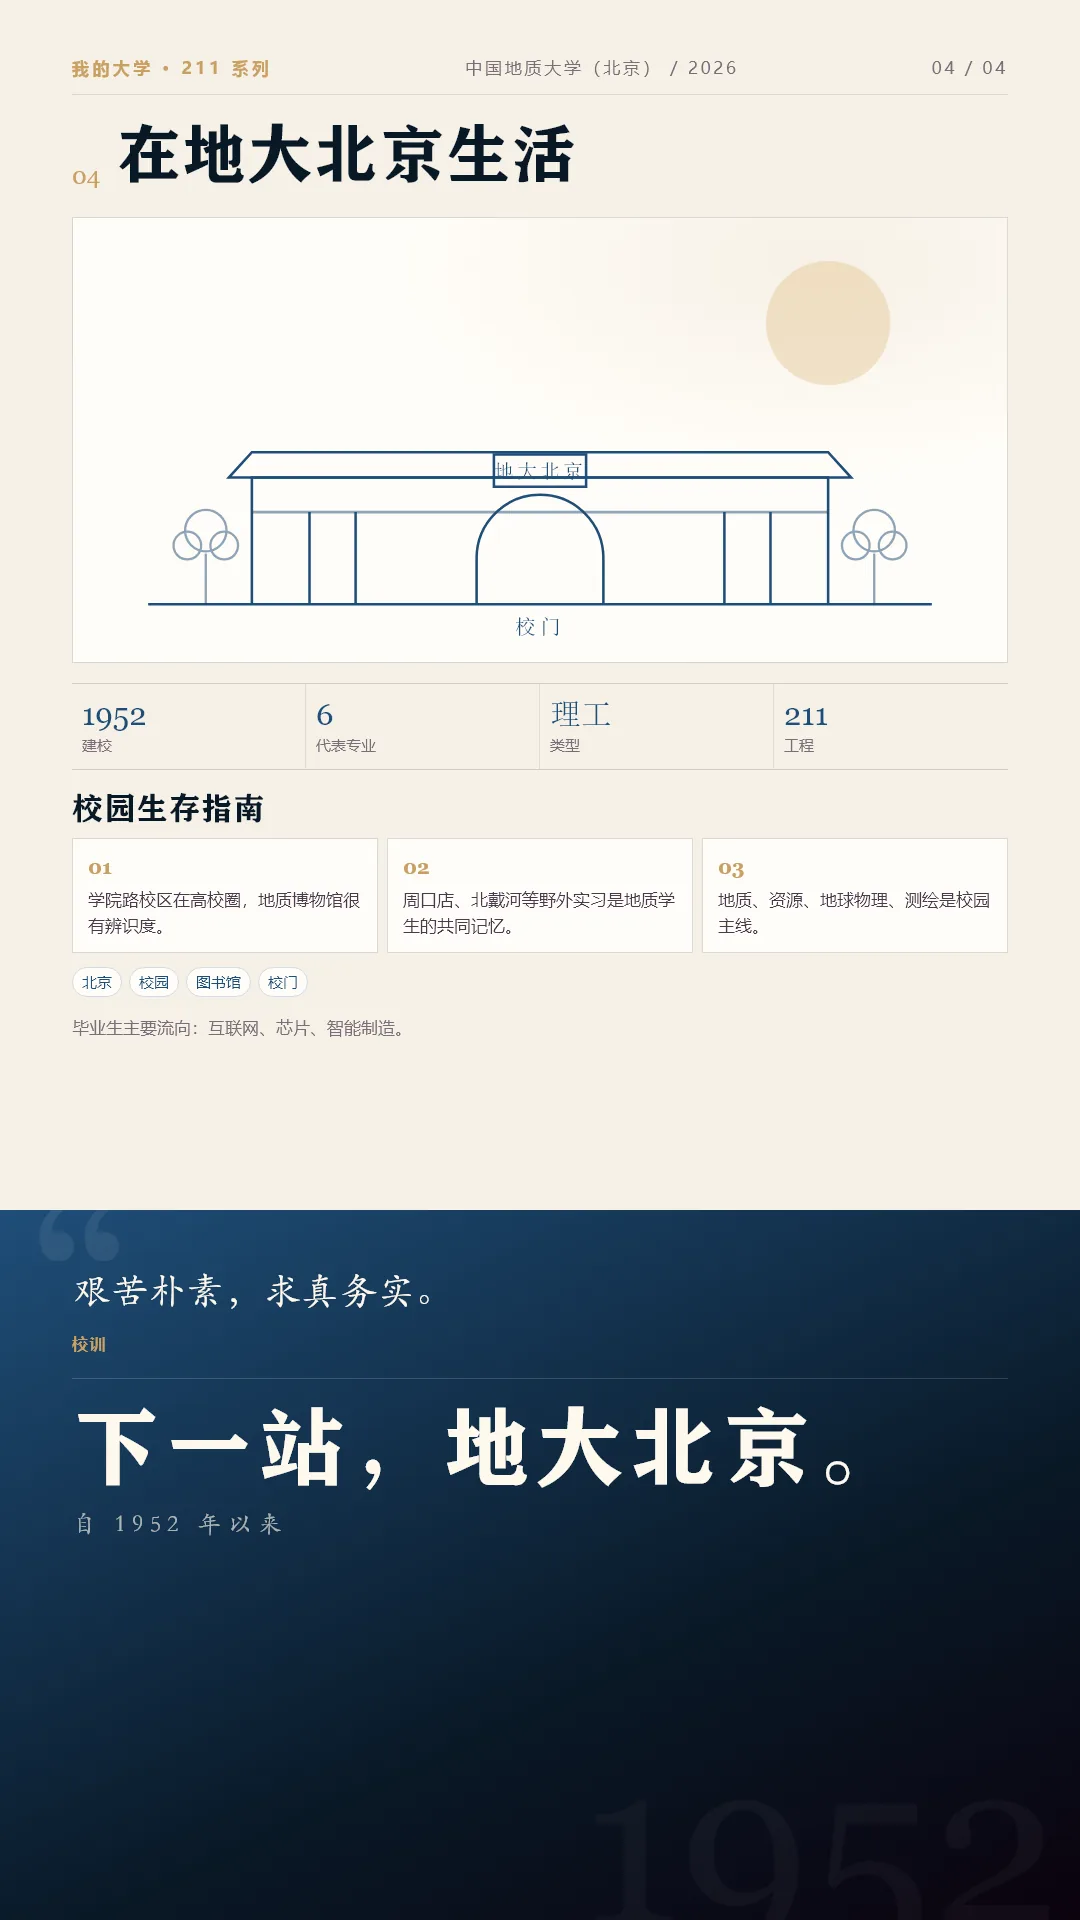 我的大学 · 211 系列
中国地质大学（北京） / 2026
04 / 04
04 在地大北京生活
地大北京
校门
1952
建校
6
代表专业
理工
类型
211
工程
校园生存指南
01
学院路校区在高校圈，地质博物馆很
有辨识度。
02
周口店、北戴河等野外实习是地质学
生的共同记忆。
03
地质、资源、地球物理、测绘是校园
主线。
北京
校园
图书馆
校门
毕业生主要流向：互联网、芯片、智能制造。
“
艰苦朴素，求真务实。
校训
下一站，地大北京。
自 1952 年以来
1952